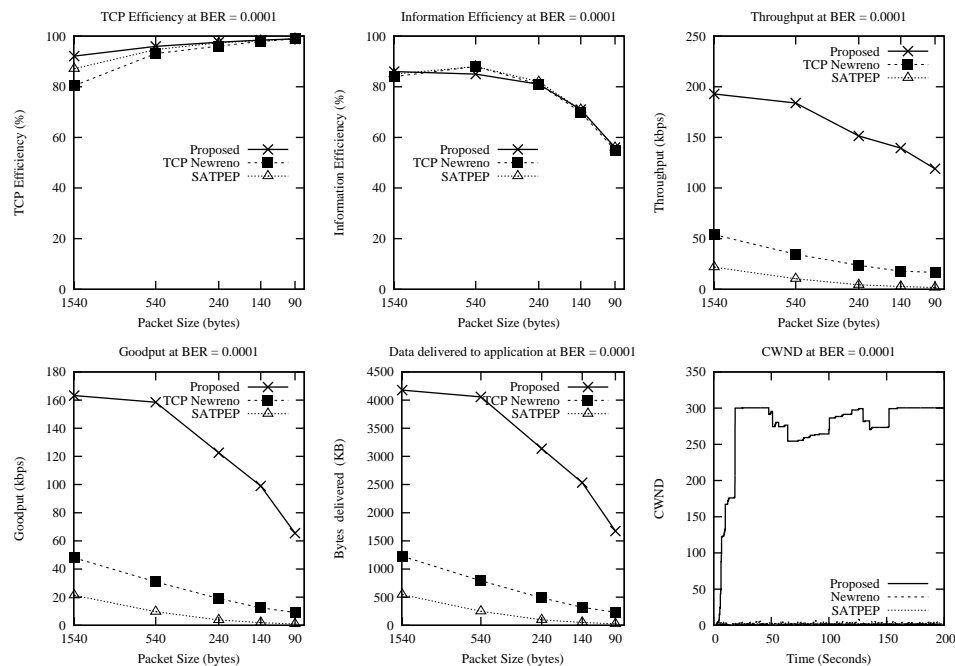 TCP Efficiency at BER = 0.0001
100
80
60
40
20
0
1540
540
240
140
90
TCP Efficiency (%)
Packet Size (bytes)
Proposed
TCP Newreno
SATPEP
Information Efficiency at BER = 0.0001
100
80
60
40
20
0
1540
540
240
140
90
Information Efficiency (%)
Packet Size (bytes)
Proposed
TCP Newreno
SATPEP
Throughput at BER = 0.0001
250
200
150
100
50
0
1540
540
240
140
90
Throughput (kbps)
Packet Size (bytes)
Proposed
TCP Newreno
SATPEP
Goodput at BER = 0.0001
180
160
140
120
100
80
60
40
20
0
1540
540
240
140
90
Goodput (kbps)
Packet Size (bytes)
Proposed
TCP Newreno
SATPEP
Data delivered to application at BER = 0.0001
4500
4000
3500
3000
2500
2000
1500
1000
500
0
1540
540
240
140
90
Bytes delivered (KB)
Packet Size (bytes)
Proposed
TCP Newreno
SATPEP
CWND at BER = 0.0001
350
300
250
200
150
100
50
0
0
50
100
150
200
CWND
Time (Seconds)
Proposed
Newreno
SATPEP